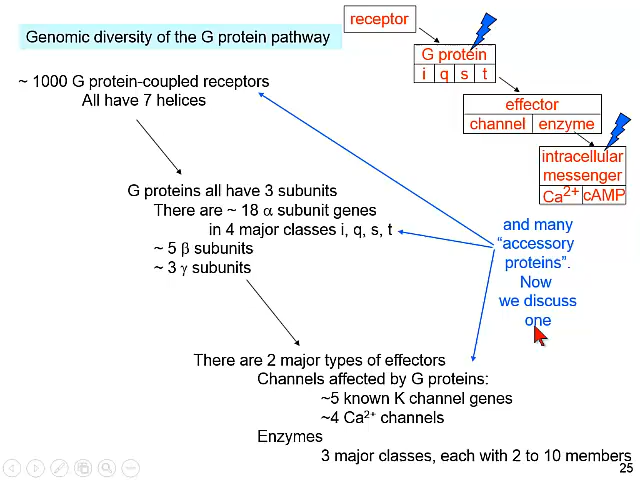 Genomic diversity of the G protein pathway
receptor
G protein
i q s t
effector
channel enzyme
intracellular
messenger
Ca²⁺ cAMP
~ 1000 G protein-coupled receptors
All have 7 helices
G proteins all have 3 subunits
There are ~ 18 α subunit genes
in 4 major classes i, q, s, t
~ 5 β subunits
~ 3 γ subunits
and many
“accessory
proteins”.
Now
we discuss
one
There are 2 major types of effectors
Channels affected by G proteins:
~5 known K channel genes
~4 Ca²⁺ channels
Enzymes
3 major classes, each with 2 to 10 members
25